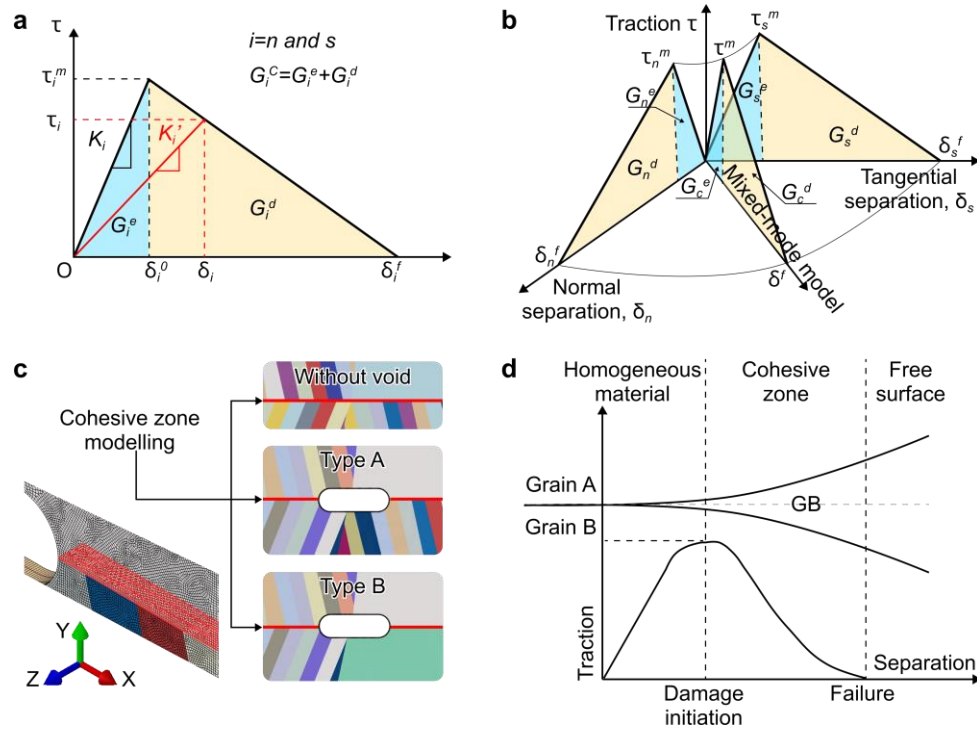 a
τ
i=n and s
G_i^C=G_i^e+G_i^d
τ_i^m
τ_i
K_i
K_i'
G_i^e
G_i^d
O
δ_i^0
δ_i
δ_i^f
b
Traction τ
τ_s^m
τ_n^m
τ^m
G_n^e
G_s^e
G_s^d
δ_s^f
G_n^d
G_c^e
G_c^d
Tangential
separation, δ_s
Mixed-mode model
δ_n^f
δ^f
Normal
separation, δ_n
c
Without void
Cohesive zone
modelling
Type A
Type B
Y
Z
X
d
Homogeneous
material
Cohesive
zone
Free
surface
Grain A
GB
Grain B
Traction
Separation
Damage
initiation
Failure